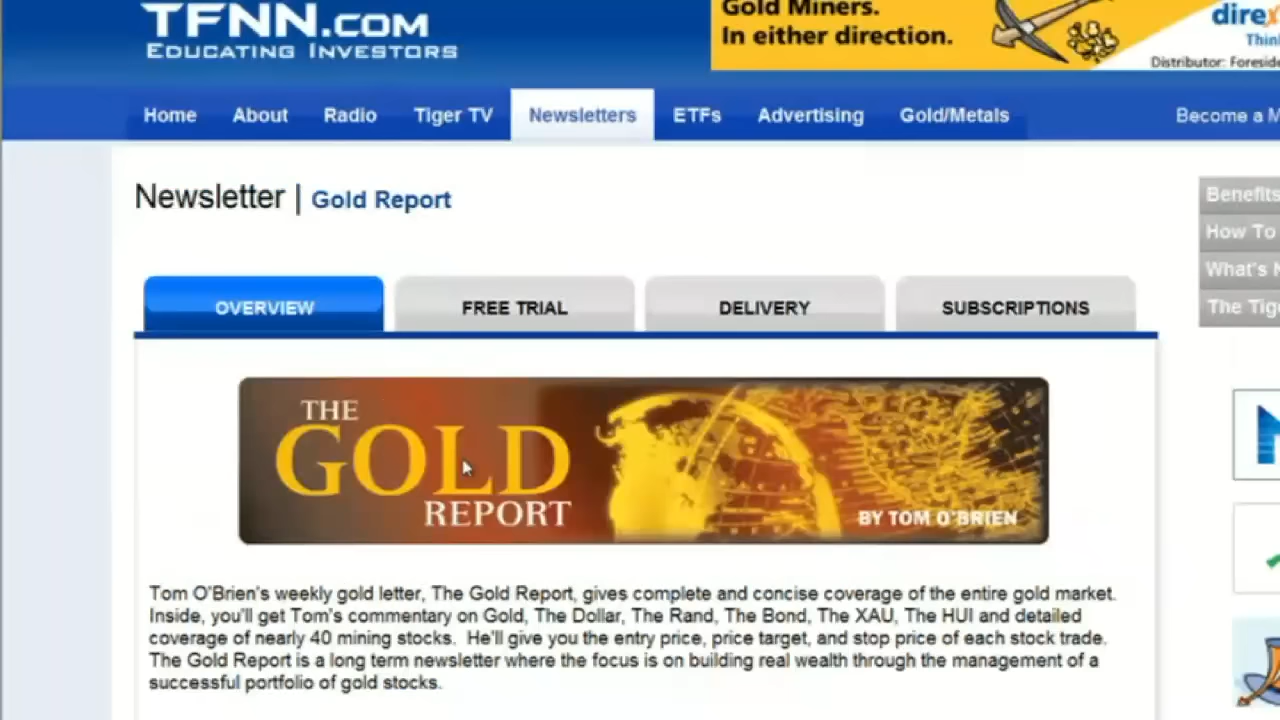 TFNN.COM
EDUCATING INVESTORS
Gold Miners.
In either direction.
Distributor:
Home About Radio Tiger TV Newsletters ETFs Advertising Gold/Metals Become a
Newsletter | Gold Report
Benefits
How To
What's
The
OVERVIEW FREE TRIAL DELIVERY SUBSCRIPTIONS
THE
GOLD
REPORT
BY TOM O'BRIEN
Tom O'Brien's weekly gold letter, The Gold Report, gives complete and concise coverage of the entire gold market.
Inside, you'll get Tom's commentary on Gold, The Dollar, The Rand, The Bond, The XAU, The HUI and detailed
coverage of nearly 40 mining stocks. He'll give you the entry price, price target, and stop price of each stock trade.
The Gold Report is a long term newsletter where the focus is on building real wealth through the management of a
successful portfolio of gold stocks.